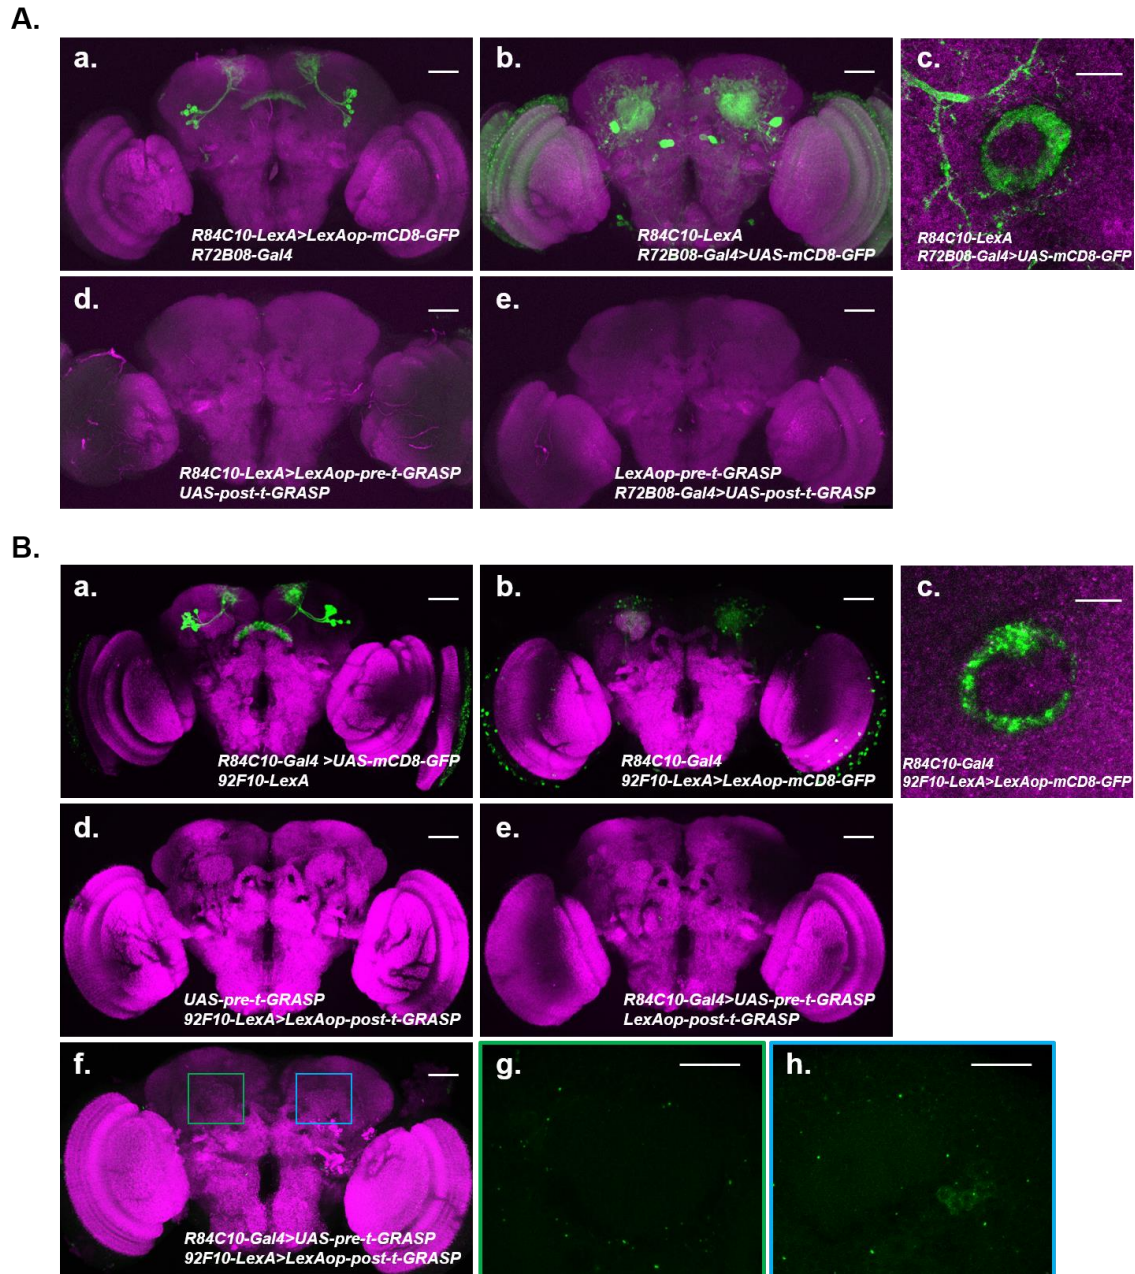 A.
a.
R84C10-LexA>LexAop-mCD8-GFP
R72B08-Gal4
b.
R84C10-LexA
R72B08-Gal4>UAS-mCD8-GFP
c.
R84C10-LexA
R72B08-Gal4>UAS-mCD8-GFP
d.
R84C10-LexA>LexAop-pre-t-GRASP
UAS-post-t-GRASP
e.
LexAop-pre-t-GRASP
R72B08-Gal4>UAS-post-t-GRASP
B.
a.
R84C10-Gal4 >UAS-mCD8-GFP
92F10-LexA
b.
R84C10-Gal4
92F10-LexA>LexAop-mCD8-GFP
c.
R84C10-Gal4
92F10-LexA>LexAop-mCD8-GFP
d.
UAS-pre-t-GRASP
92F10-LexA>LexAop-post-t-GRASP
e.
R84C10-Gal4>UAS-pre-t-GRASP
LexAop-post-t-GRASP
f.
R84C10-Gal4>UAS-pre-t-GRASP
92F10-LexA>LexAop-post-t-GRASP
g.
h.